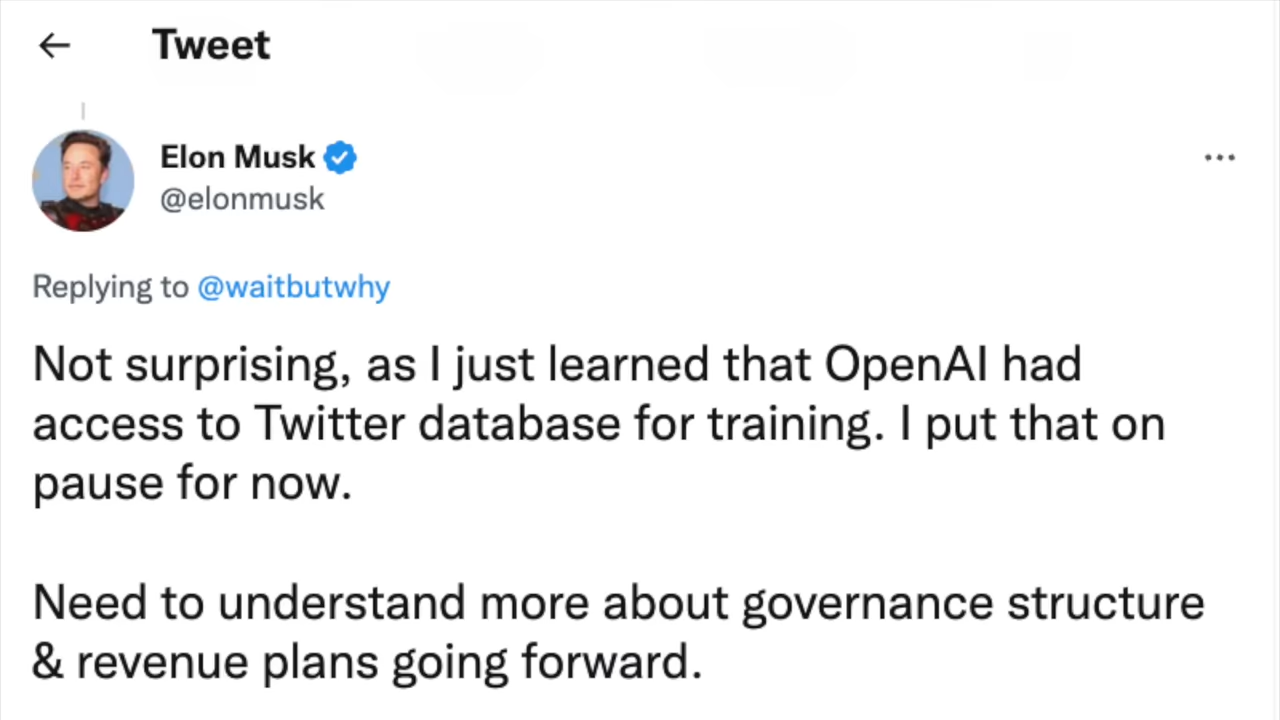 Tweet
Elon Musk
@elonmusk
Replying to @waitbutwhy
Not surprising, as I just learned that OpenAI had
access to Twitter database for training. I put that on
pause for now.
Need to understand more about governance structure
& revenue plans going forward.